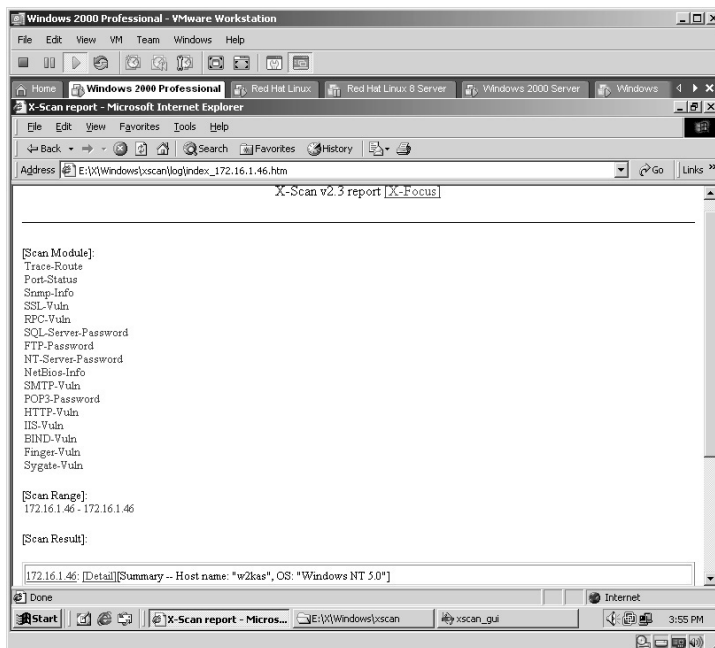 Windows 2000 Professional - VMware Workstation
File Edit View VM Team Windows Help
Home Windows 2000 Professional Red Hat Linux Red Hat Linux 8 Server Windows 2000 Server Windows
X-Scan report - Microsoft Internet Explorer
File Edit View Favorites Tools Help
Back Search Favorites History
Address E:\X\Windows\xscan\log\index_172.16.1.46.htm Go Links »
X-Scan v2.3 report [X-Focus]
[Scan Module]:
Trace-Route
Port-Status
Snmp-Info
SSL-Vuln
RPC-Vuln
SQL-Server-Password
FTP-Password
NT-Server-Password
NetBios-Info
SMTP-Vuln
POP3-Password
HTTP-Vuln
IIS-Vuln
BIND-Vuln
Finger-Vuln
Sygate-Vuln
[Scan Range]:
172.16.1.46 - 172.16.1.46
[Scan Result]:
172.16.1.46: [Detail][Summary -- Host name: "w2kas", OS: "Windows NT 5.0"]
Done Internet
Start X-Scan report - Micros... E:\X\Windows\xscan xscan_gui 3:55 PM